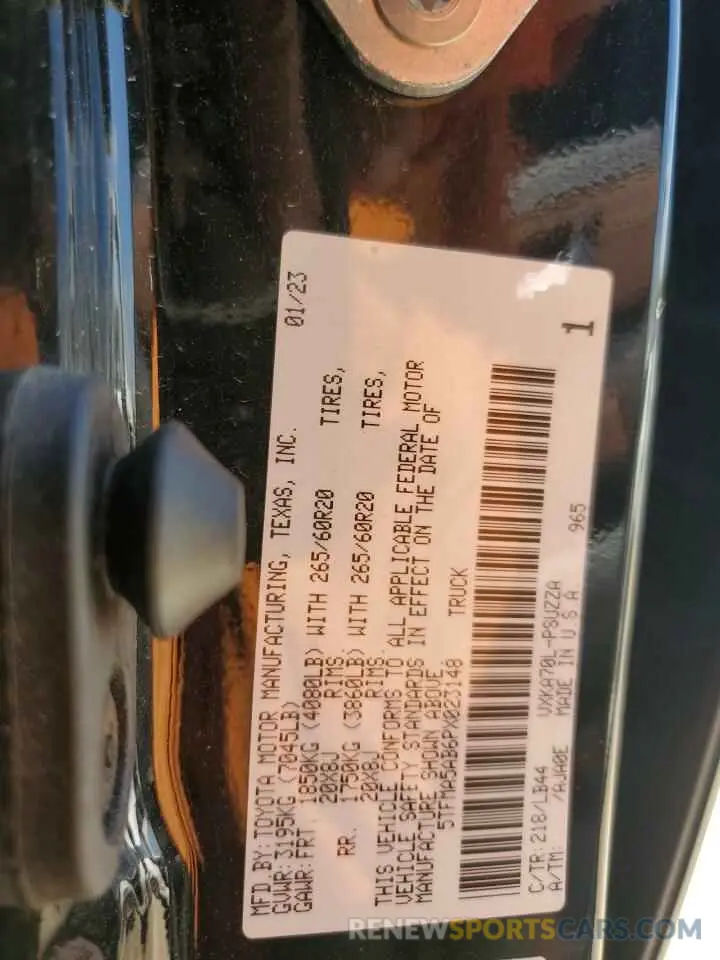 MFD.BY:TOYOTA MOTOR MANUFACTURING, TEXAS, INC. 01/23
GVWR:3195KG (7045LB)
GAWR:FRT. 1850KG (4080LB) WITH 265/60R20 TIRES,
20X8J RIMS.
RR. 1750KG (3860LB) WITH 265/60R20 TIRES,
20X8J RIMS.
THIS VEHICLE CONFORMS TO ALL APPLICABLE FEDERAL MOTOR
VEHICLE SAFETY STANDARDS IN EFFECT ON THE DATE OF
MANUFACTURE SHOWN ABOVE
5TFMA5AB6PX023148 TRUCK
C/TR:218/LB44 UXKA70L-PSUZZA 1
A/TM: /AJA0E MADE IN U S A 965
RENEWSPORTSCARS.COM